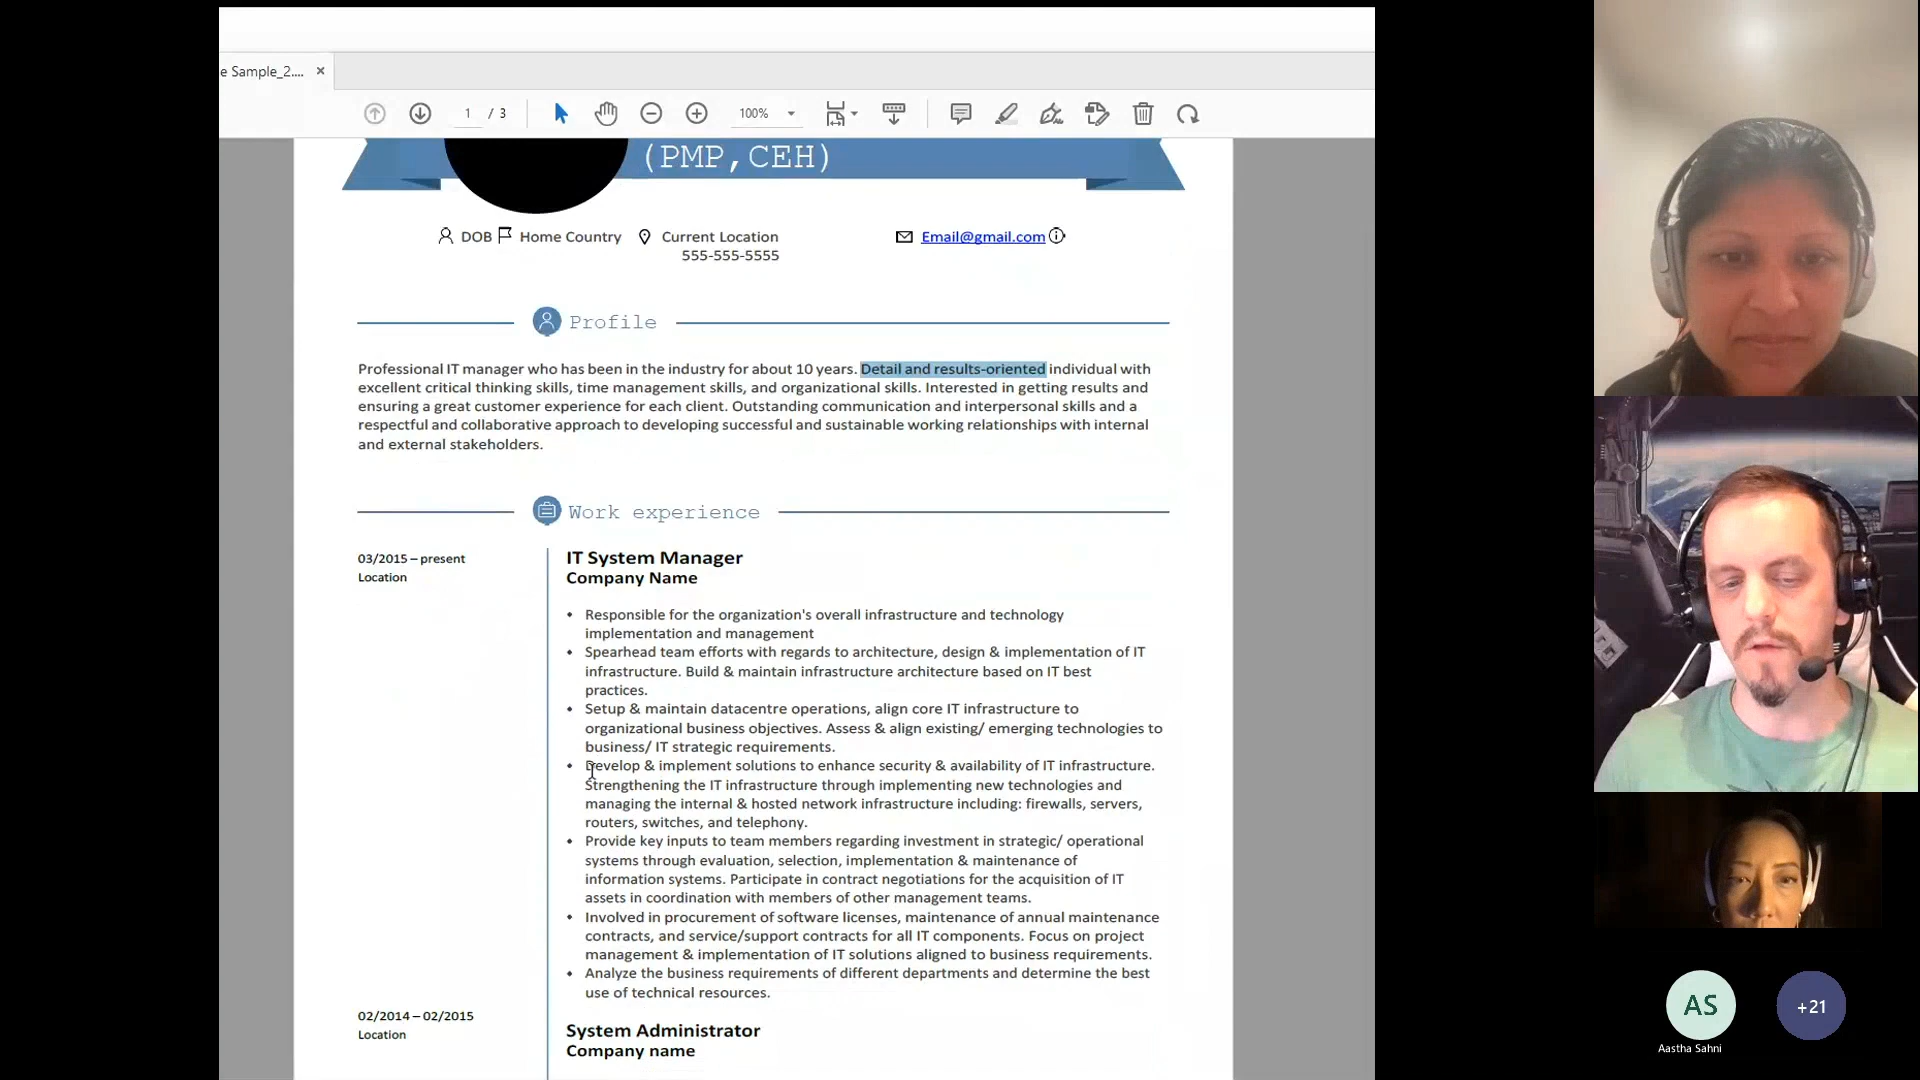 e Sample_2....
1 / 3
100%
(PMP,CEH)
DOB Home Country Current Location Email@gmail.com
555-555-5555
Profile
Professional IT manager who has been in the industry for about 10 years. Detail and results-oriented individual with
excellent critical thinking skills, time management skills, and organizational skills. Interested in getting results and
ensuring a great customer experience for each client. Outstanding communication and interpersonal skills and a
respectful and collaborative approach to developing successful and sustainable working relationships with internal
and external stakeholders.
Work experience
03/2015 – present
Location
IT System Manager
Company Name
• Responsible for the organization's overall infrastructure and technology
implementation and management
• Spearhead team efforts with regards to architecture, design & implementation of IT
infrastructure. Build & maintain infrastructure architecture based on IT best
practices.
• Setup & maintain datacentre operations, align core IT infrastructure to
organizational business objectives. Assess & align existing/ emerging technologies to
business/ IT strategic requirements.
• Develop & implement solutions to enhance security & availability of IT infrastructure.
Strengthening the IT infrastructure through implementing new technologies and
managing the internal & hosted network infrastructure including: firewalls, servers,
routers, switches, and telephony.
• Provide key inputs to team members regarding investment in strategic/ operational
systems through evaluation, selection, implementation & maintenance of
information systems. Participate in contract negotiations for the acquisition of IT
assets in coordination with members of other management teams.
• Involved in procurement of software licenses, maintenance of annual maintenance
contracts, and service/support contracts for all IT components. Focus on project
management & implementation of IT solutions aligned to business requirements.
• Analyze the business requirements of different departments and determine the best
use of technical resources.
02/2014 – 02/2015
Location
System Administrator
Company name
AS
Aastha Sahni
+21